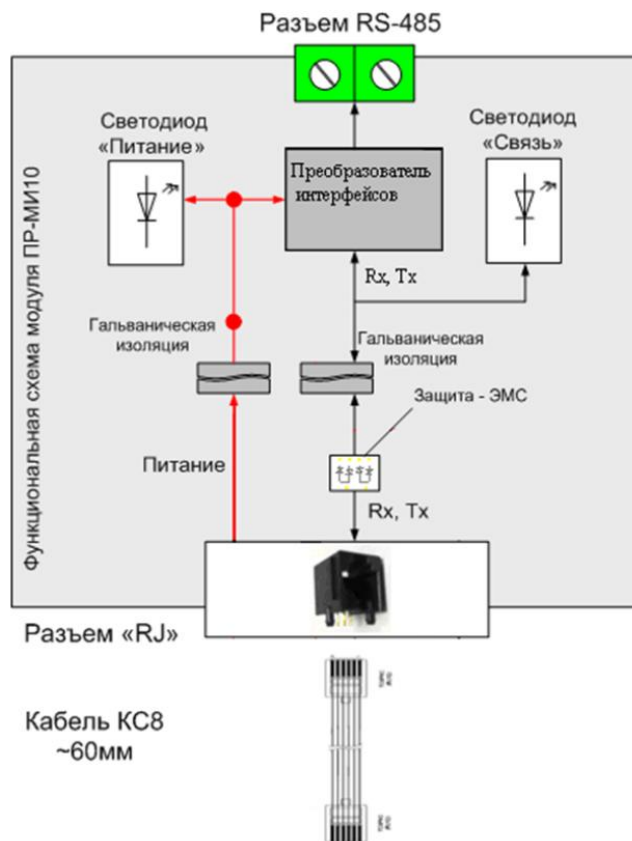 Разъем RS-485
Светодиод
«Питание»
Светодиод
«Связь»
Преобразователь
интерфейсов
Rx, Tx
Гальваническая
изоляция
Гальваническая
изоляция
Защита - ЭМС
Питание
Rx, Tx
Функциональная схема модуля ПР-МИ10
Разъем «RJ»
Кабель КС8
~60мм